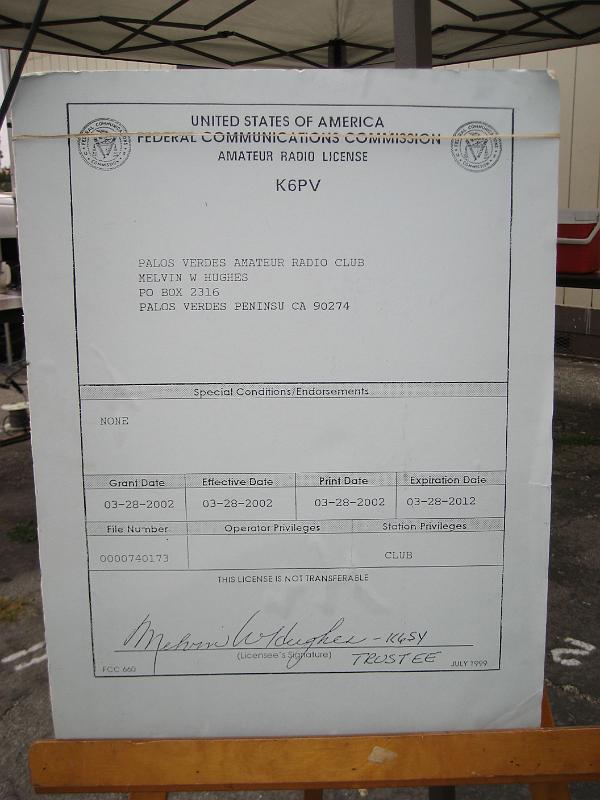 UNITED STATES OF AMERICA
FEDERAL COMMUNICATIONS COMMISSION
AMATEUR RADIO LICENSE
K6PV
PALOS VERDES AMATEUR RADIO CLUB
MELVIN W HUGHES
PO BOX 2316
PALOS VERDES PENINSU CA 90274
Special Conditions/Endorsements
NONE
Grant Date Effective Date Print Date Expiration Date
03-28-2002 03-28-2002 03-28-2002 03-28-2012
File Number Operator Privileges Station Privileges
0000740173 CLUB
THIS LICENSE IS NOT TRANSFERABLE
Melvin W Hughes - K6SY
(Licensee's Signature) TRUSTEE
FCC 660 JULY 1999